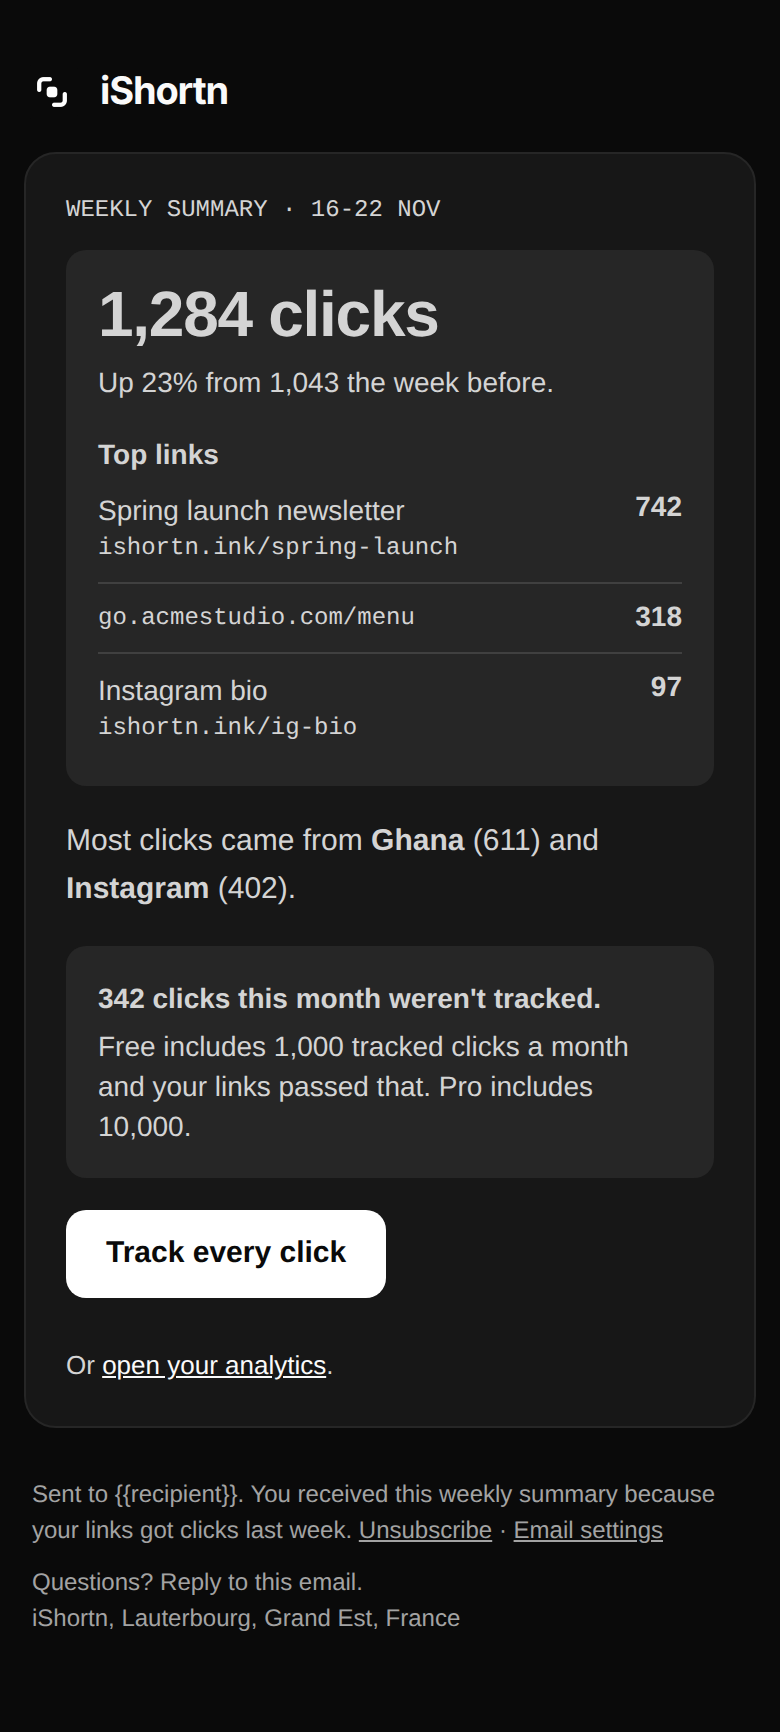 iShortn
WEEKLY SUMMARY · 16-22 NOV
1,284 clicks
Up 23% from 1,043 the week before.
Top links
Spring launch newsletter 742
ishortn.ink/spring-launch
go.acmestudio.com/menu 318
Instagram bio 97
ishortn.ink/ig-bio
Most clicks came from Ghana (611) and
Instagram (402).
342 clicks this month weren't tracked.
Free includes 1,000 tracked clicks a month
and your links passed that. Pro includes
10,000.
Track every click
Or open your analytics.
Sent to {{recipient}}. You received this weekly summary because
your links got clicks last week. Unsubscribe · Email settings
Questions? Reply to this email.
iShortn, Lauterbourg, Grand Est, France